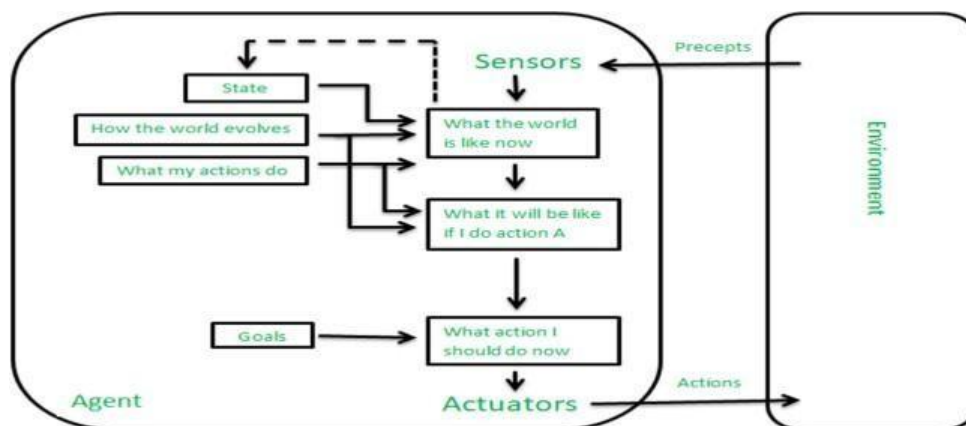 Precepts
Sensors
State
How the world evolves
What the world
is like now
What my actions do
What it will be like
if I do action A
Environment
Goals
What action I
should do now
Agent
Actuators
Actions